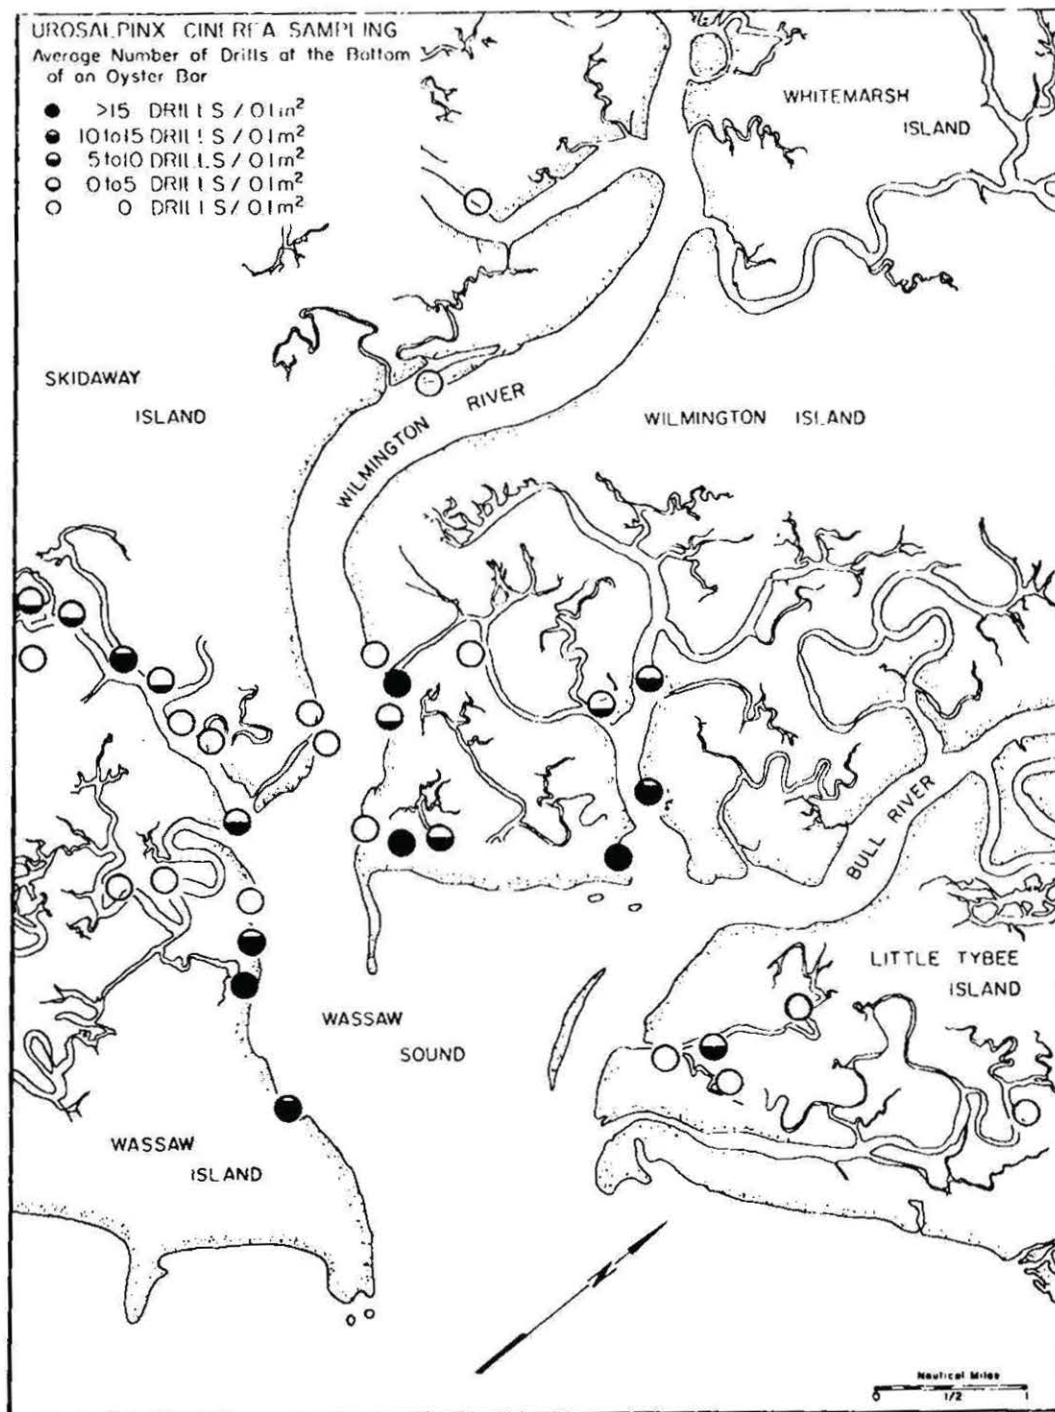 UROSALPINX CINEREA SAMPLING
Average Number of Drills at the Bottom
of an Oyster Bar
>15 DRILLS / 0.1m²
10 to 15 DRILLS / 0.1m²
5 to 10 DRILLS / 0.1m²
0 to 5 DRILLS / 0.1m²
0 DRILLS / 0.1m²
WHITEMARSH
ISLAND
SKIDAWAY
ISLAND
WILMINGTON RIVER
WILMINGTON ISLAND
BULL RIVER
LITTLE TYBEE
ISLAND
WASSAW
SOUND
WASSAW
ISLAND
N
Nautical Miles
0 1/2 1